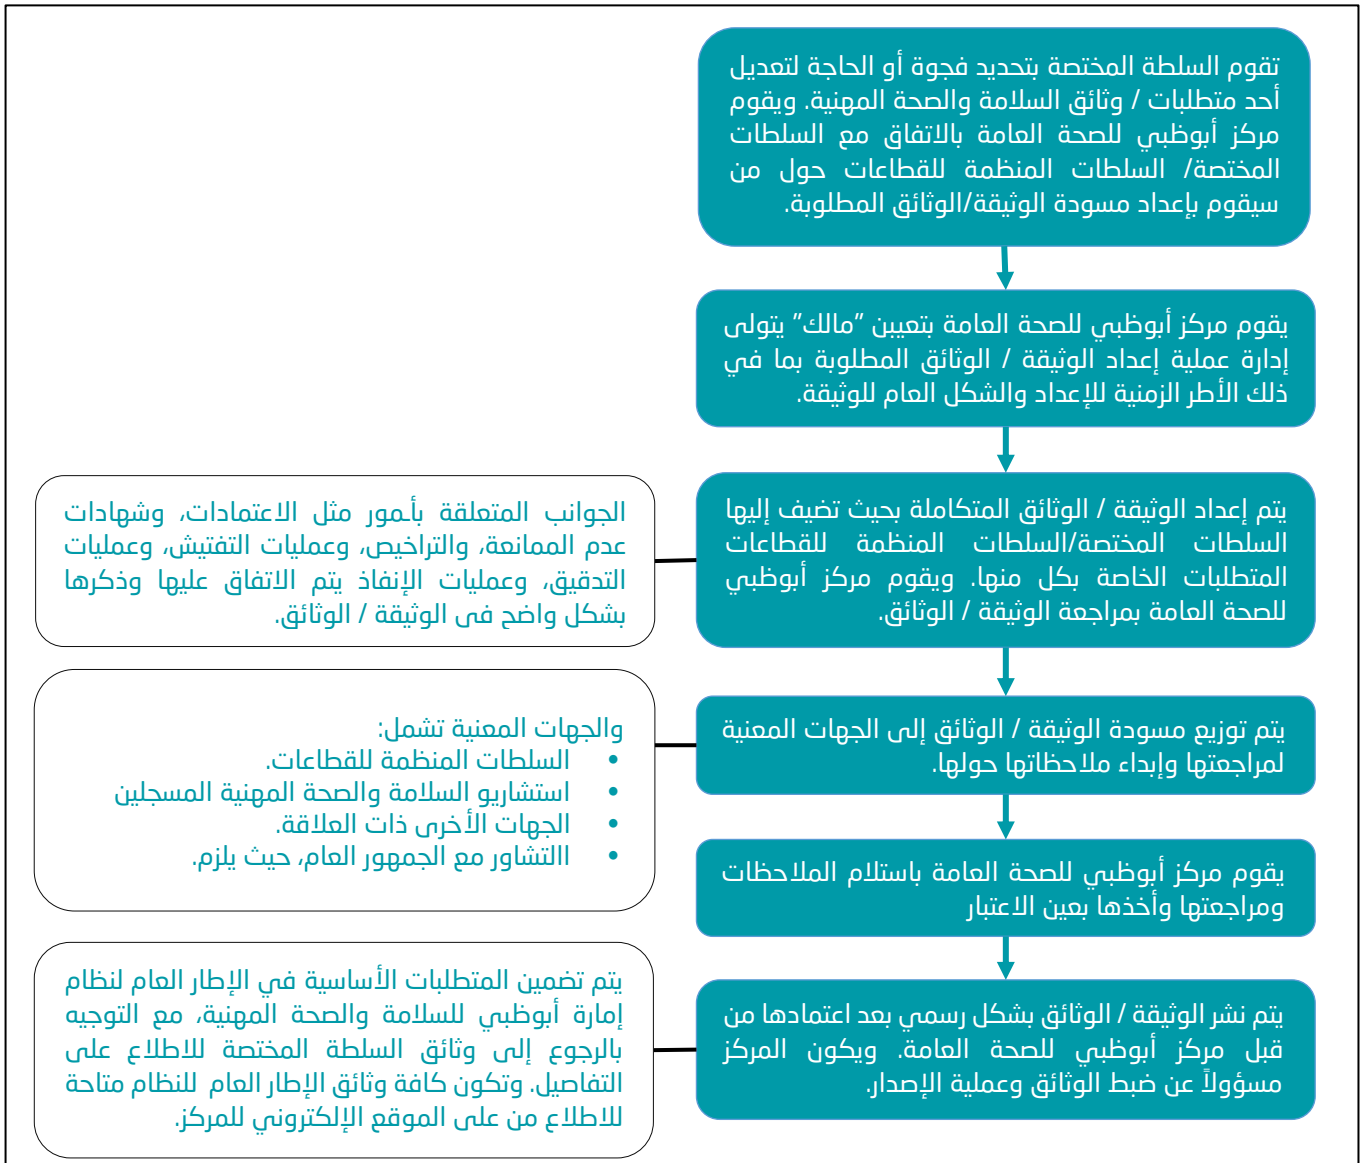 تقوم السلطة المختصة بتحديد فجوة أو الحاجة لتعديل
أحد متطلبات / وثائق السلامة والصحة المهنية. ويقوم
مركز أبوظبي للصحة العامة بالاتفاق مع السلطات
المختصة/ السلطات المنظمة للقطاعات حول من
سيقوم بإعداد مسودة الوثيقة/الوثائق المطلوبة.
يقوم مركز أبوظبي للصحة العامة بتعيبن "مالك" يتولى
إدارة عملية إعداد الوثيقة / الوثائق المطلوبة بما في
ذلك الأطر الزمنية للإعداد والشكل العام للوثيقة.
يتم إعداد الوثيقة / الوثائق المتكاملة بحيث تضيف إليها
السلطات المختصة/السلطات المنظمة للقطاعات
المتطلبات الخاصة بكل منها. ويقوم مركز أبوظبي
للصحة العامة بمراجعة الوثيقة / الوثائق.
الجوانب المتعلقة بأمور مثل الاعتمادات، وشهادات
عدم الممانعة، والتراخيص، وعمليات التفتيش، وعمليات
التدقيق، وعمليات الإنفاذ يتم الاتفاق عليها وذكرها
بشكل واضح في الوثيقة / الوثائق.
يتم توزيع مسودة الوثيقة / الوثائق إلى الجهات المعنية
لمراجعتها وإبداء ملاحظاتها حولها.
والجهات المعنية تشمل:
• السلطات المنظمة للقطاعات.
• استشاريو السلامة والصحة المهنية المسجلين
• الجهات الأخرى ذات العلاقة.
• االتشاور مع الجمهور العام، حيث يلزم.
يقوم مركز أبوظبي للصحة العامة باستلام الملاحظات
ومراجعتها وأخذها بعين الاعتبار
يتم نشر الوثيقة / الوثائق بشكل رسمي بعد اعتمادها من
قبل مركز أبوظبي للصحة العامة. ويكون المركز
مسؤولاً عن ضبط الوثائق وعملية الإصدار.
يتم تضمين المتطلبات الأساسية في الإطار العام لنظام
إمارة أبوظبي للسلامة والصحة المهنية، مع التوجيه
بالرجوع إلى وثائق السلطة المختصة للاطلاع على
التفاصيل. وتكون كافة وثائق الإطار العام للنظام متاحة
للاطلاع من على الموقع الإلكتروني للمركز.